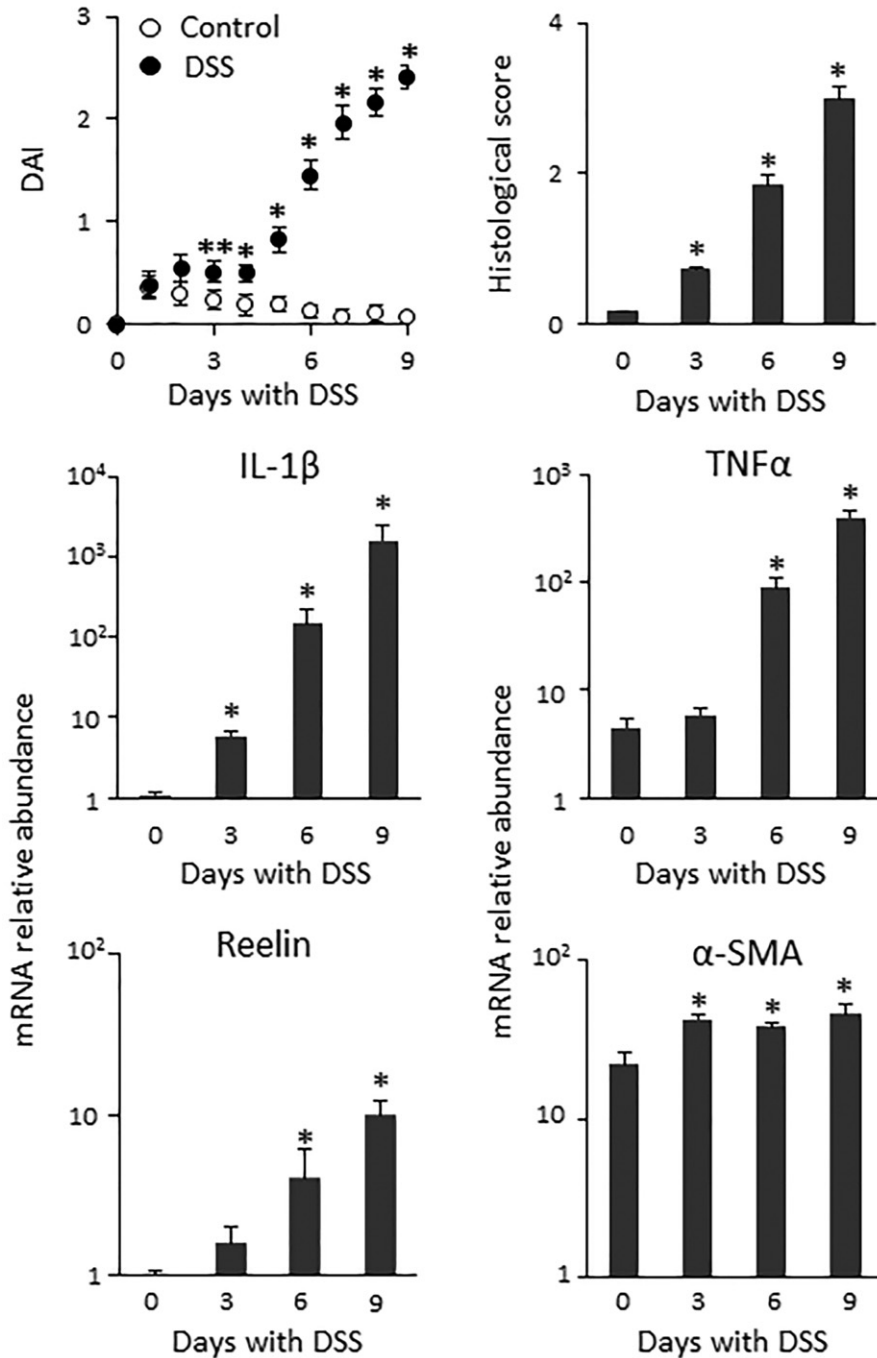 3
2
1
0
DAI
○ Control
● DSS
* ** * * * * * *
0 3 6 9
Days with DSS
4
2
0
Histological score
* * *
0 3 6 9
Days with DSS
IL-1β
10⁴
10³
10²
10
1
* * *
0 3 6 9
Days with DSS
TNFα
10³
10²
10
1
* *
0 3 6 9
Days with DSS
mRNA relative abundance
mRNA relative abundance
Reelin
10²
10
1
* *
0 3 6 9
Days with DSS
α-SMA
10²
10
1
* * *
0 3 6 9
Days with DSS